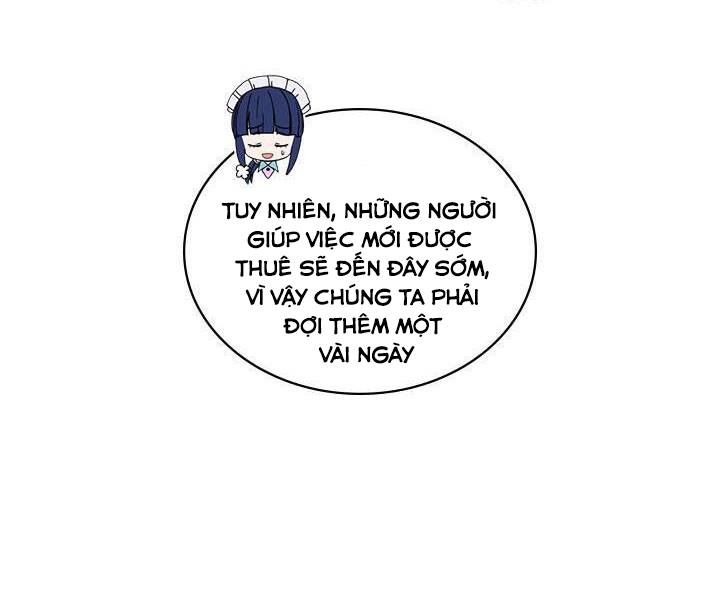 TUY NHIÊN, NHỮNG NGƯỜI
GIÚP VIỆC MỚI ĐƯỢC
THUÊ SẼ ĐẾN ĐÂY SỚM,
VÌ VẬY CHÚNG TA PHẢI
ĐỢI THÊM MỘT
VÀI NGÀY